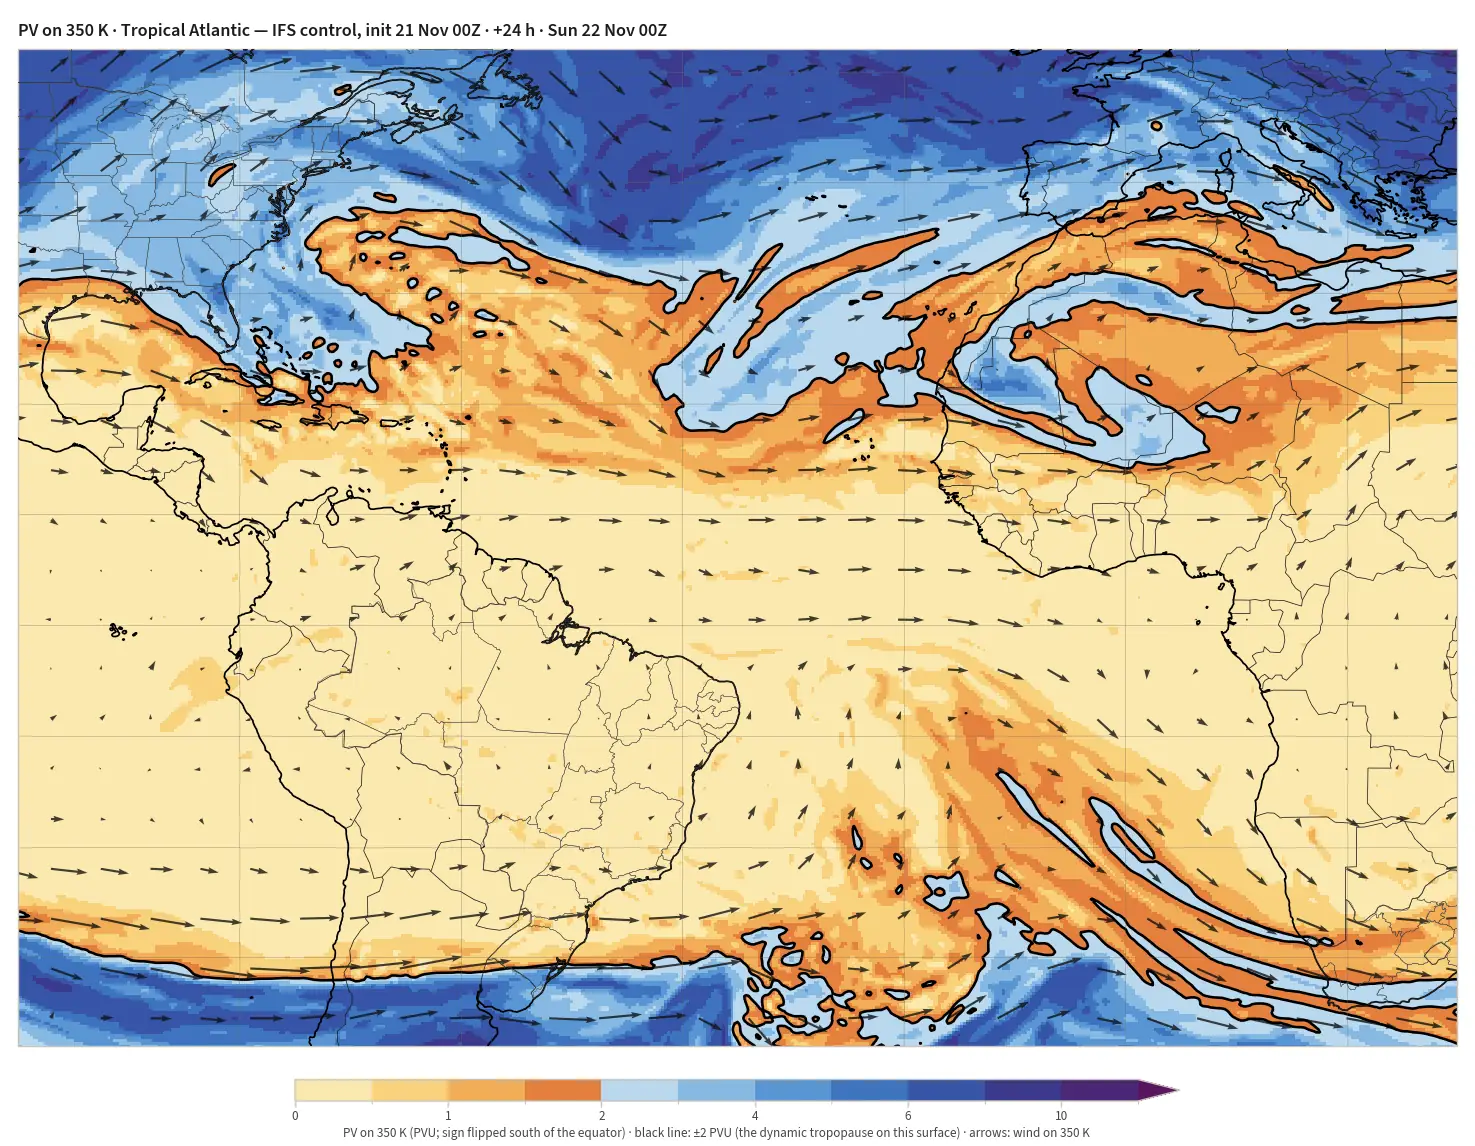 PV on 350 K · Tropical Atlantic — IFS control, init 21 Nov 00Z · +24 h · Sun 22 Nov 00Z
0 1 2 4 6 10
PV on 350 K (PVU; sign flipped south of the equator) · black line: ±2 PVU (the dynamic tropopause on this surface) · arrows: wind on 350 K